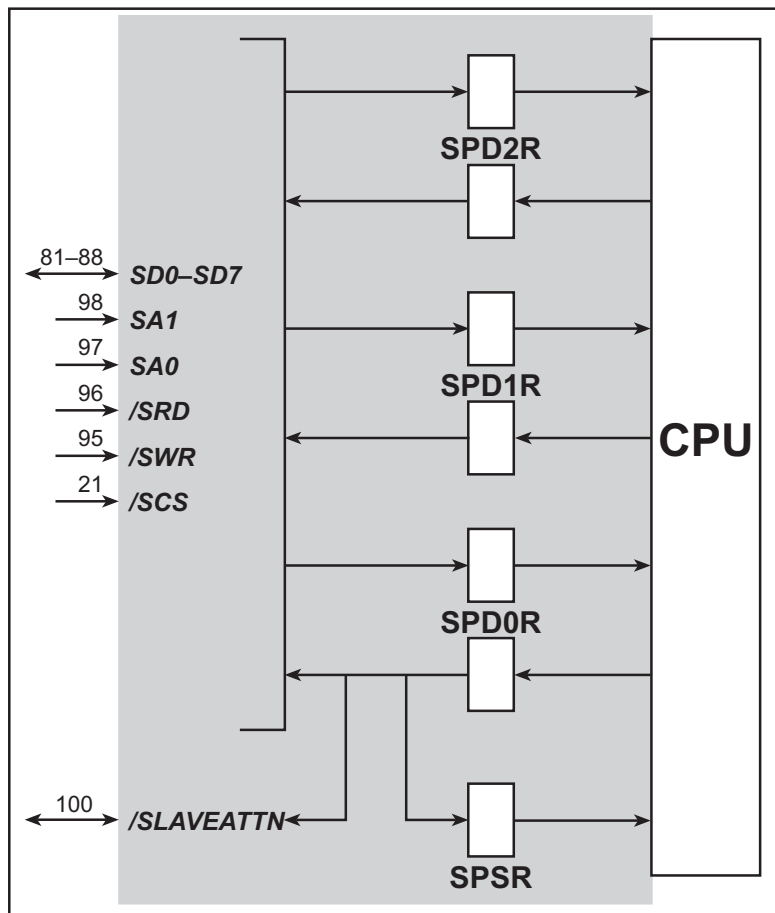 SPD2R
81–88
SD0–SD7
98
SA1
97
SA0
96
/SRD
95
/SWR
21
/SCS
SPD1R
CPU
SPD0R
100
/SLAVEATTN
SPSR